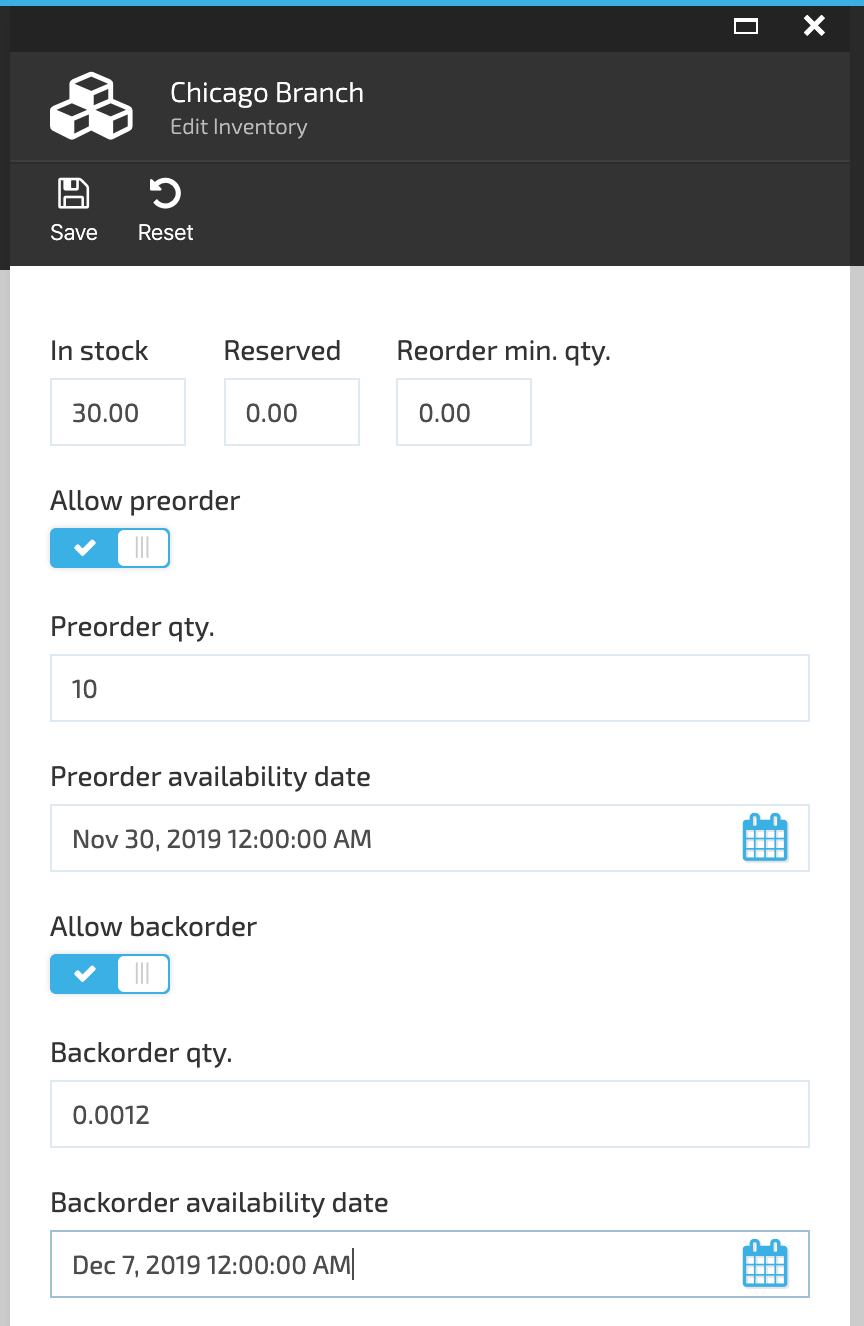 Chicago Branch
Edit Inventory
Save Reset
In stock Reserved Reorder min. qty.
30.00 0.00 0.00
Allow preorder
Preorder qty.
10
Preorder availability date
Nov 30, 2019 12:00:00 AM
Allow backorder
Backorder qty.
0.0012
Backorder availability date
Dec 7, 2019 12:00:00 AM